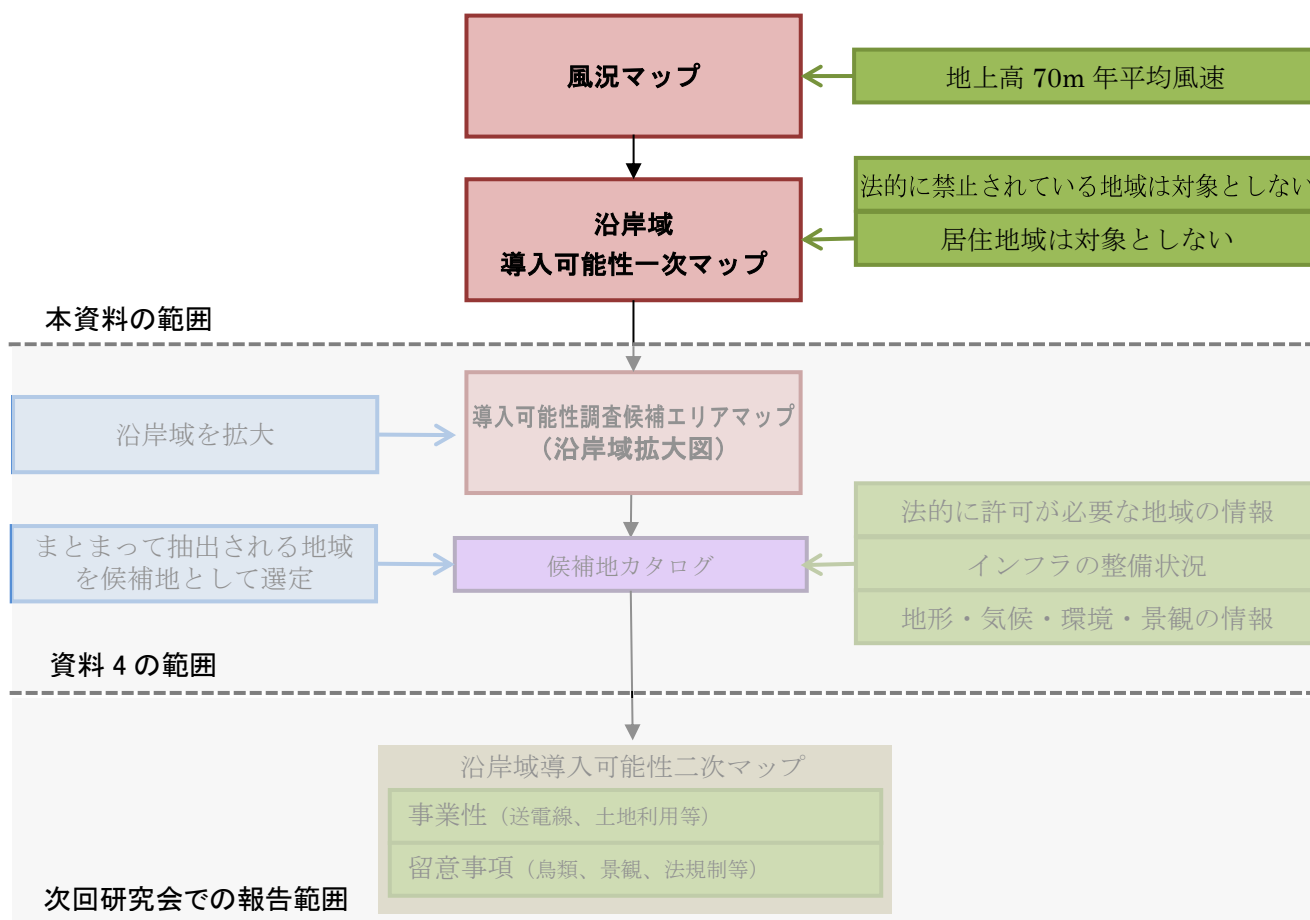 風況マップ
地上高 70m 年平均風速
沿岸域
導入可能性一次マップ
法的に禁止されている地域は対象としない
居住地域は対象としない
本資料の範囲
沿岸域を拡大
導入可能性調査候補エリアマップ
（沿岸域拡大図）
まとまって抽出される地域
を候補地として選定
候補地カタログ
法的に許可が必要な地域の情報
インフラの整備状況
地形・気候・環境・景観の情報
資料 4 の範囲
沿岸域導入可能性二次マップ
事業性（送電線、土地利用等）
留意事項（鳥類、景観、法規制等）
次回研究会での報告範囲